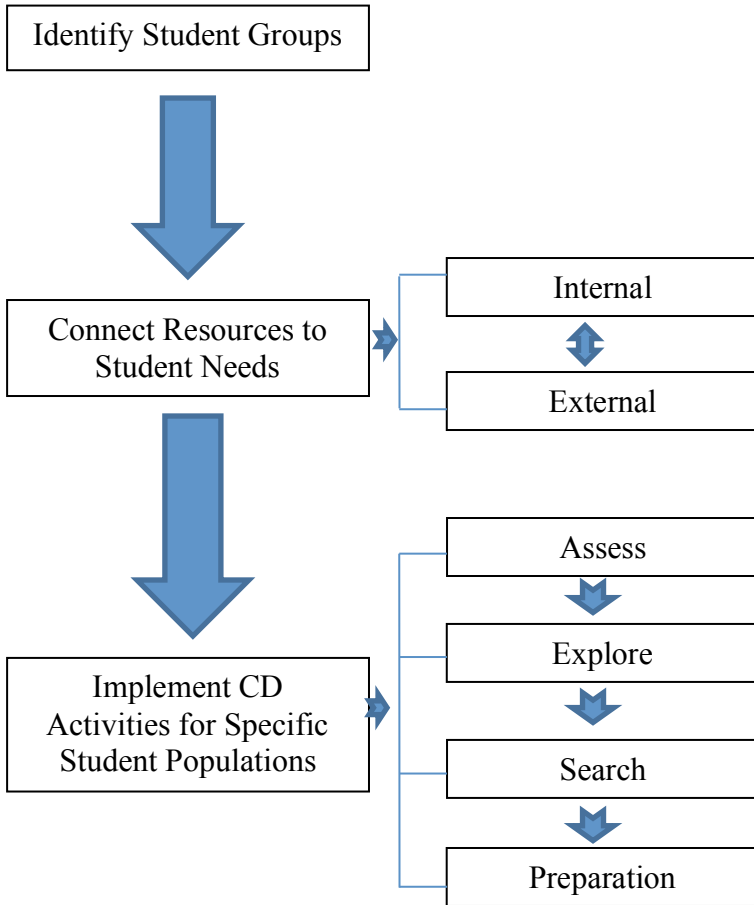 Identify Student Groups
Connect Resources to
Student Needs
Internal
External
Implement CD
Activities for Specific
Student Populations
Assess
Explore
Search
Preparation